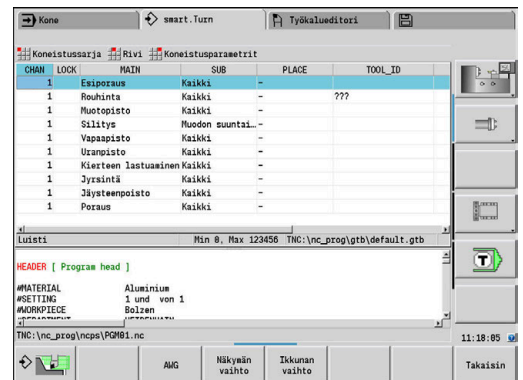 Kone smart.Turn Työkalueditori
Koneistussarja Rivi Koneistusparametrit
CHAN LOCK MAIN SUB PLACE TOOL_ID
1 Esiporaus Kaikki -
1 Rouhinta Kaikki - ???
1 Muotopisto Kaikki -
1 Silitys Muodon suuntai… -
1 Vapaapisto Kaikki -
1 Uranpisto Kaikki -
1 Kierteen lastuaminen Kaikki -
1 Jyrsintä Kaikki -
1 Jäysteenpoisto Kaikki -
1 Poraus Kaikki -
Luisti Min 0, Max 123456 TNC:\nc_prog\gtb\default.gtb
HEADER [ Program head ]
#MATERIAL Aluminium
#SETTING 1 und von 1
#WORKPIECE Bolzen
TNC:\nc_prog\ncps\PGM01.nc
11:18:05
AWG Näkymän vaihto Ikkunan vaihto Takaisin
T